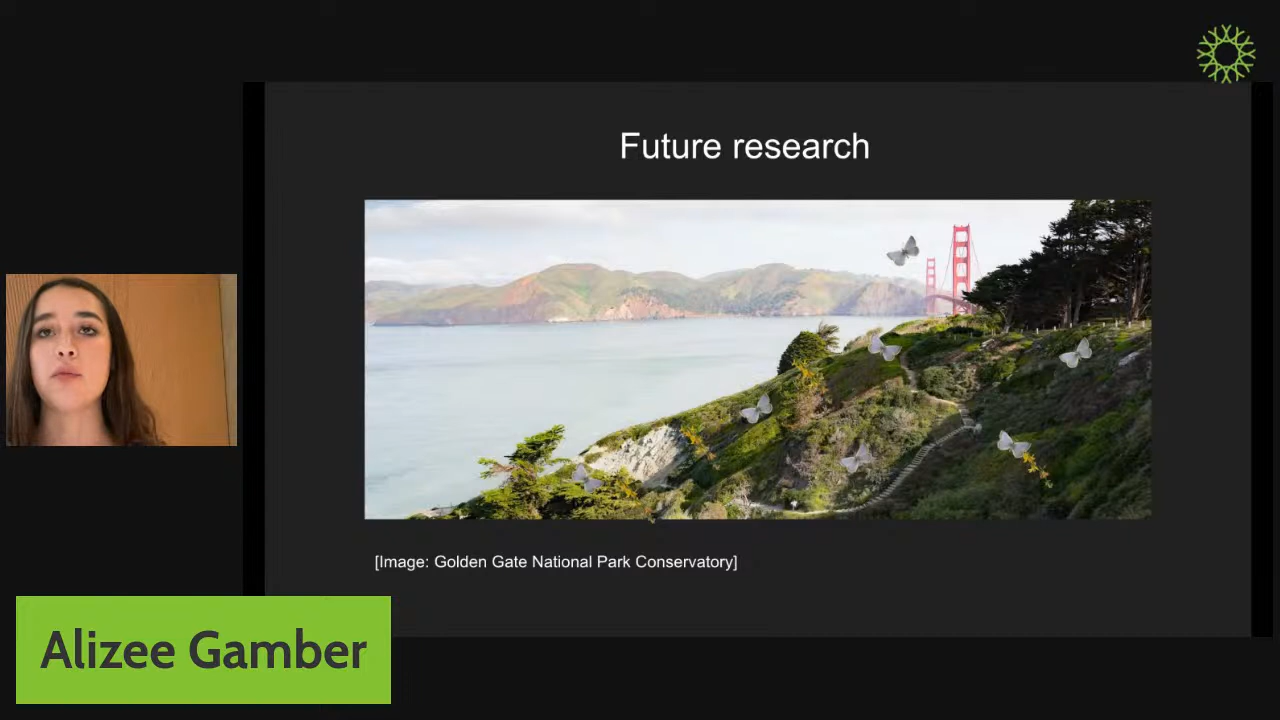 Future research
[Image: Golden Gate National Park Conservatory]
Alizee Gamber